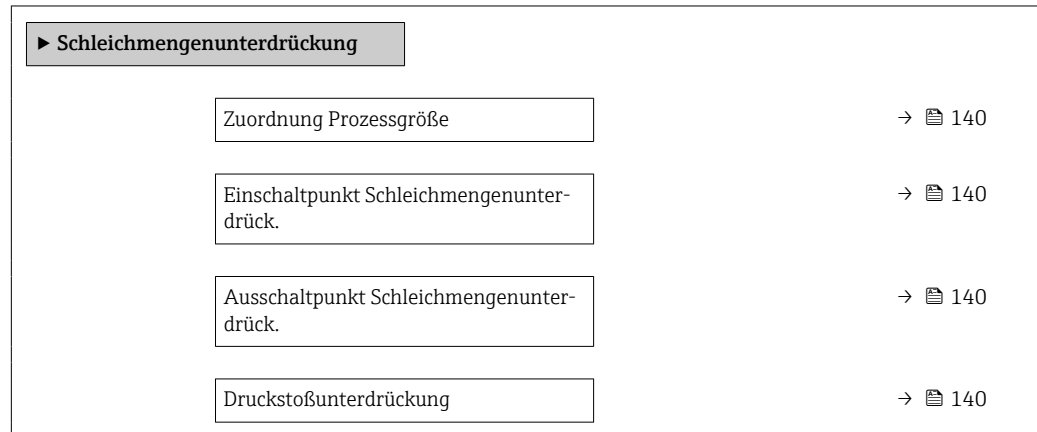 ▶ Schleichmengenunterdrückung
Zuordnung Prozessgröße → 140
Einschaltpunkt Schleichmengenunter-
drück. → 140
Ausschaltpunkt Schleichmengenunter-
drück. → 140
Druckstoßunterdrückung → 140